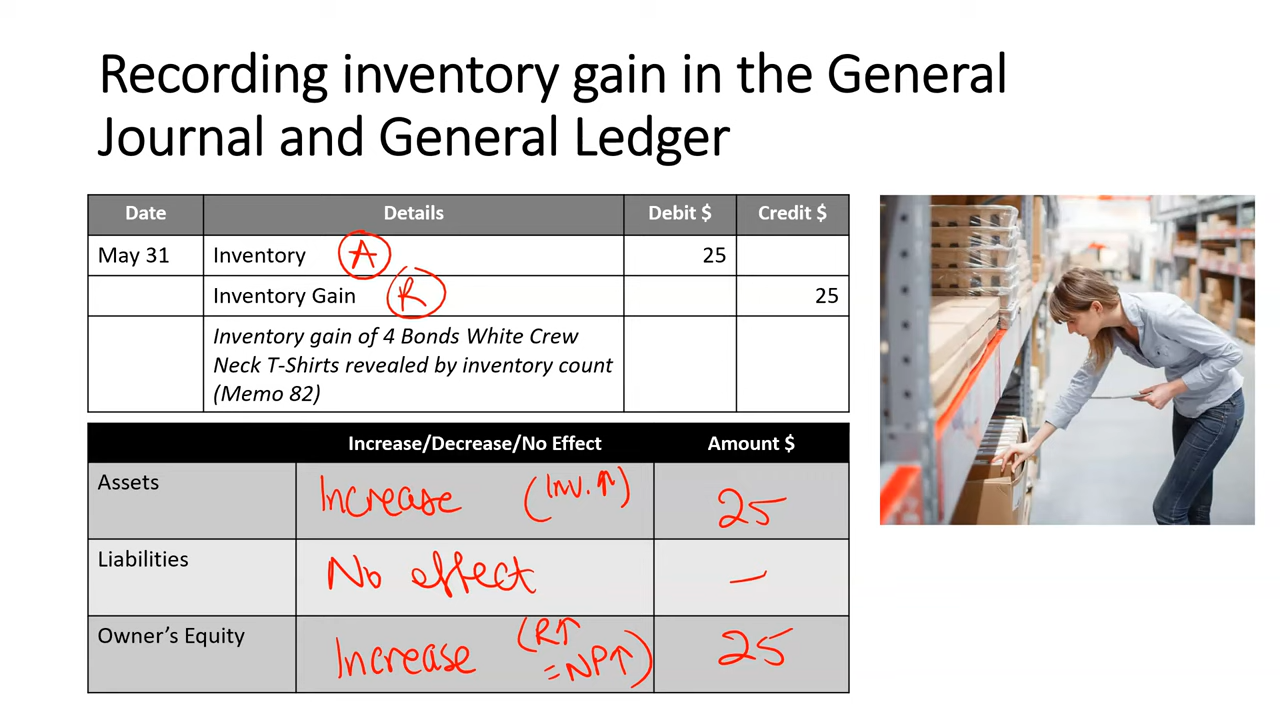 Recording inventory gain in the General
Journal and General Ledger
Date Details Debit $ Credit $
May 31 Inventory A 25
Inventory Gain R 25
Inventory gain of 4 Bonds White Crew
Neck T-Shirts revealed by inventory count
(Memo 82)
Increase/Decrease/No Effect Amount $
Assets Increase (Inv. ↑) 25
Liabilities No effect —
Owner’s Equity Increase (R↑ 25
=NP↑)